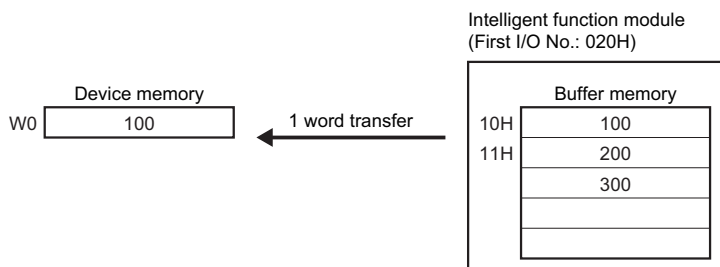 Intelligent function module
(First I/O No.: 020H)
Device memory
Buffer memory
W0 100
1 word transfer
10H 100
11H 200
300